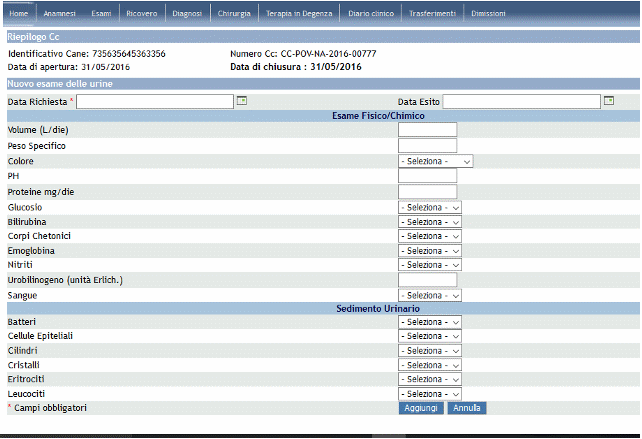 Home Anamnesi Esami Ricovero Diagnosi Chirurgia Terapia in Degenza Diario clinico Trasferimenti Dimissioni
Riepilogo Cc
Identificativo Cane: 735635645363356 Numero Cc: CC-POV-NA-2016-00777
Data di apertura: 31/05/2016 Data di chiusura : 31/05/2016
Nuovo esame delle urine
Data Richiesta * Data Esito
Esame Fisico/Chimico
Volume (L/die)
Peso Specifico
Colore - Seleziona -
PH
Proteine mg/die
Glucosio - Seleziona -
Bilirubina - Seleziona -
Corpi Chetonici - Seleziona -
Emoglobina - Seleziona -
Nitriti - Seleziona -
Urobilinogeno (unità Erlich.)
Sangue - Seleziona -
Sedimento Urinario
Batteri - Seleziona -
Cellule Epiteliali - Seleziona -
Cilindri - Seleziona -
Cristalli - Seleziona -
Eritrociti - Seleziona -
Leucociti - Seleziona -
* Campi obbligatori Aggiungi Annulla